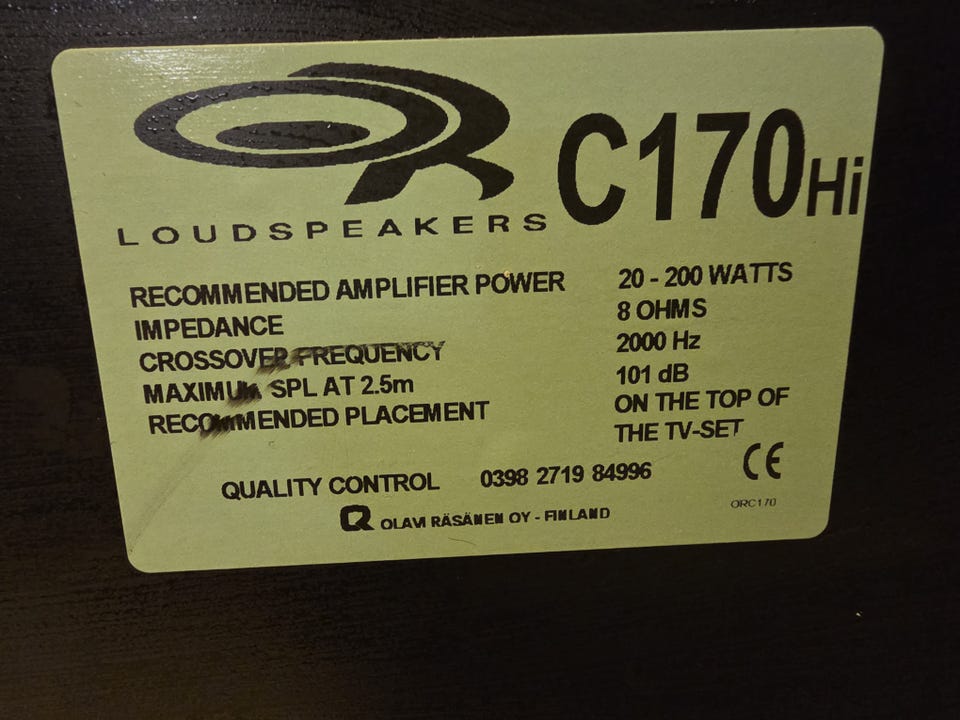 OR C170Hi
LOUDSPEAKERS
RECOMMENDED AMPLIFIER POWER 20 - 200 WATTS
IMPEDANCE 8 OHMS
CROSSOVER FREQUENCY 2000 Hz
MAXIMUM SPL AT 2.5m 101 dB
RECOMMENDED PLACEMENT ON THE TOP OF
THE TV-SET
QUALITY CONTROL 0398 2719 84996 CE
OLAVI RÄSÄNEN OY - FINLAND ORC170